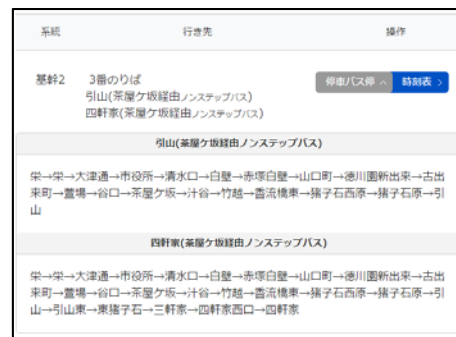 系統 行き先 操作
基幹2 3番のりば 停車バス停 へ 時刻表 >
引山(茶屋ケ坂経由ノンステップバス)
四軒家(茶屋ケ坂経由ノンステップバス)
引山(茶屋ケ坂経由ノンステップバス)
栄→栄→大津通→市役所→清水口→白壁→赤塚白壁→山口町→徳川園新出来→古出
来町→萱場→谷口→茶屋ケ坂→汁谷→竹越→香流橋東→猪子石西原→猪子石原→引
山
四軒家(茶屋ケ坂経由ノンステップバス)
栄→栄→大津通→市役所→清水口→白壁→赤塚白壁→山口町→徳川園新出来→古出
来町→萱場→谷口→茶屋ケ坂→汁谷→竹越→香流橋東→猪子石西原→猪子石原→引
山→引山東→東猪子石→三軒家→四軒家西口→四軒家